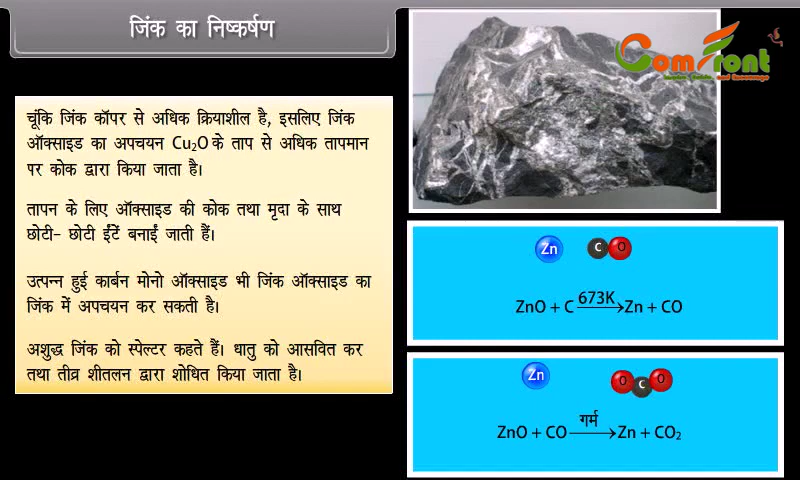 जिंक का निष्कर्षण
ComFront
चूंकि जिंक कॉपर से अधिक क्रियाशील है, इसलिए जिंक
ऑक्साइड का अपचयन Cu₂O के ताप से अधिक तापमान
पर कोक द्वारा किया जाता है।
तापन के लिए ऑक्साइड की कोक तथा मृदा के साथ
छोटी- छोटी ईंटें बनाईं जाती हैं।
उत्पन्न हुई कार्बन मोनो ऑक्साइड भी जिंक ऑक्साइड का
जिंक में अपचयन कर सकती है।
अशुद्ध जिंक को स्पेल्टर कहते हैं। धातु को आसवित कर
तथा तीव्र शीतलन द्वारा शोधित किया जाता है।
Zn C O
673K
ZnO + C ⟶ Zn + CO
Zn O C O
गर्म
ZnO + CO ⟶ Zn + CO₂